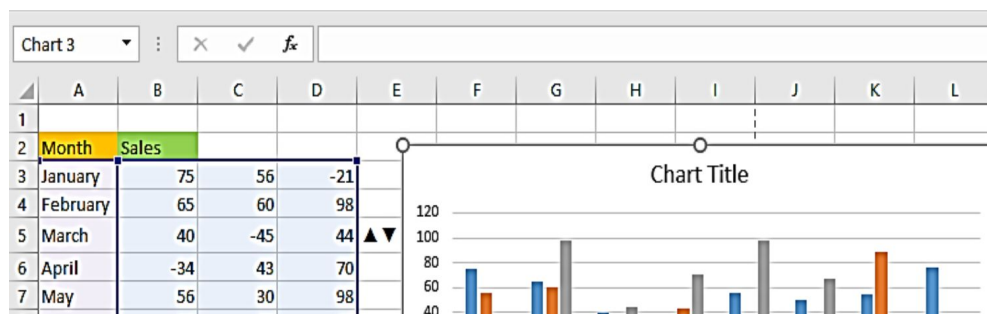 Chart 3 fx
A B C D E F G H I J K L
1
2 Month Sales
3 January 75 56 -21
4 February 65 60 98
5 March 40 -45 44 ▲▼
6 April -34 43 70
7 May 56 30 98
Chart Title
120
100
80
60
40